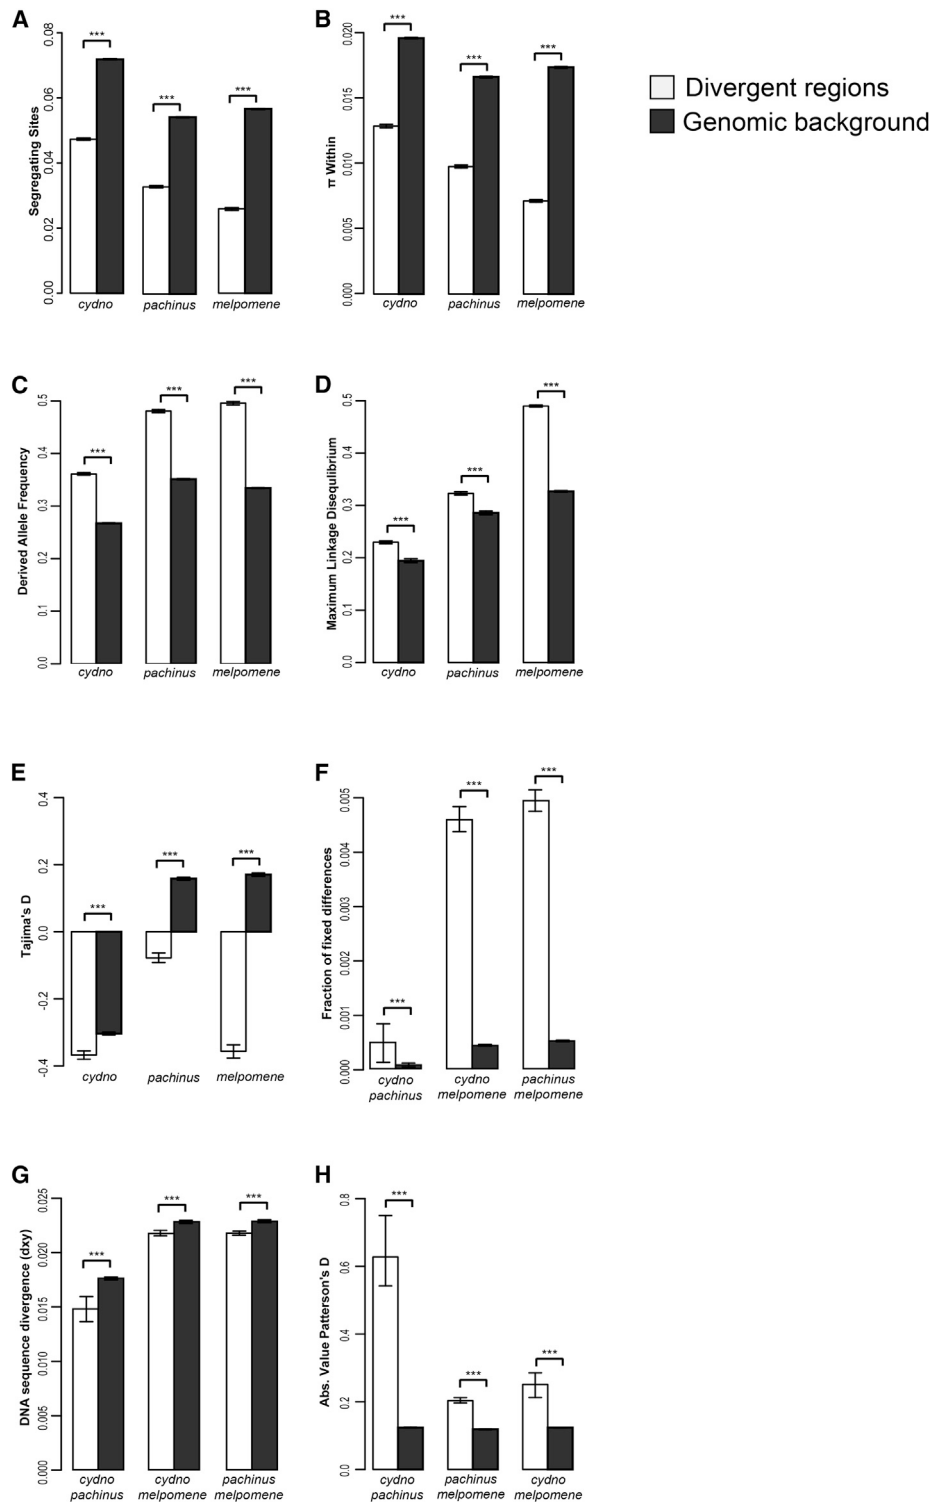 A
Segregating Sites
0.00 0.02 0.04 0.06 0.08
*** *** ***
cydno pachinus melpomene
B
π Within
0.000 0.005 0.010 0.015 0.020
*** *** ***
cydno pachinus melpomene
Divergent regions
Genomic background
C
Derived Allele Frequency
0.0 0.1 0.2 0.3 0.4 0.5
*** *** ***
cydno pachinus melpomene
D
Maximum Linkage Disequlibrium
0.0 0.1 0.2 0.3 0.4 0.5
*** *** ***
cydno pachinus melpomene
E
Tajima's D
-0.4 -0.2 0.0 0.2 0.4
*** *** ***
cydno pachinus melpomene
F
Fraction of fixed differences
0.000 0.001 0.002 0.003 0.004 0.005
*** *** ***
cydno cydno pachinus
pachinus melpomene melpomene
G
DNA sequence divergence (dxy)
0.000 0.005 0.010 0.015 0.020 0.025
*** *** ***
cydno cydno pachinus
pachinus melpomene melpomene
H
Abs. Value Patterson's D
0.0 0.2 0.4 0.6 0.8
*** *** ***
cydno pachinus cydno
pachinus melpomene melpomene